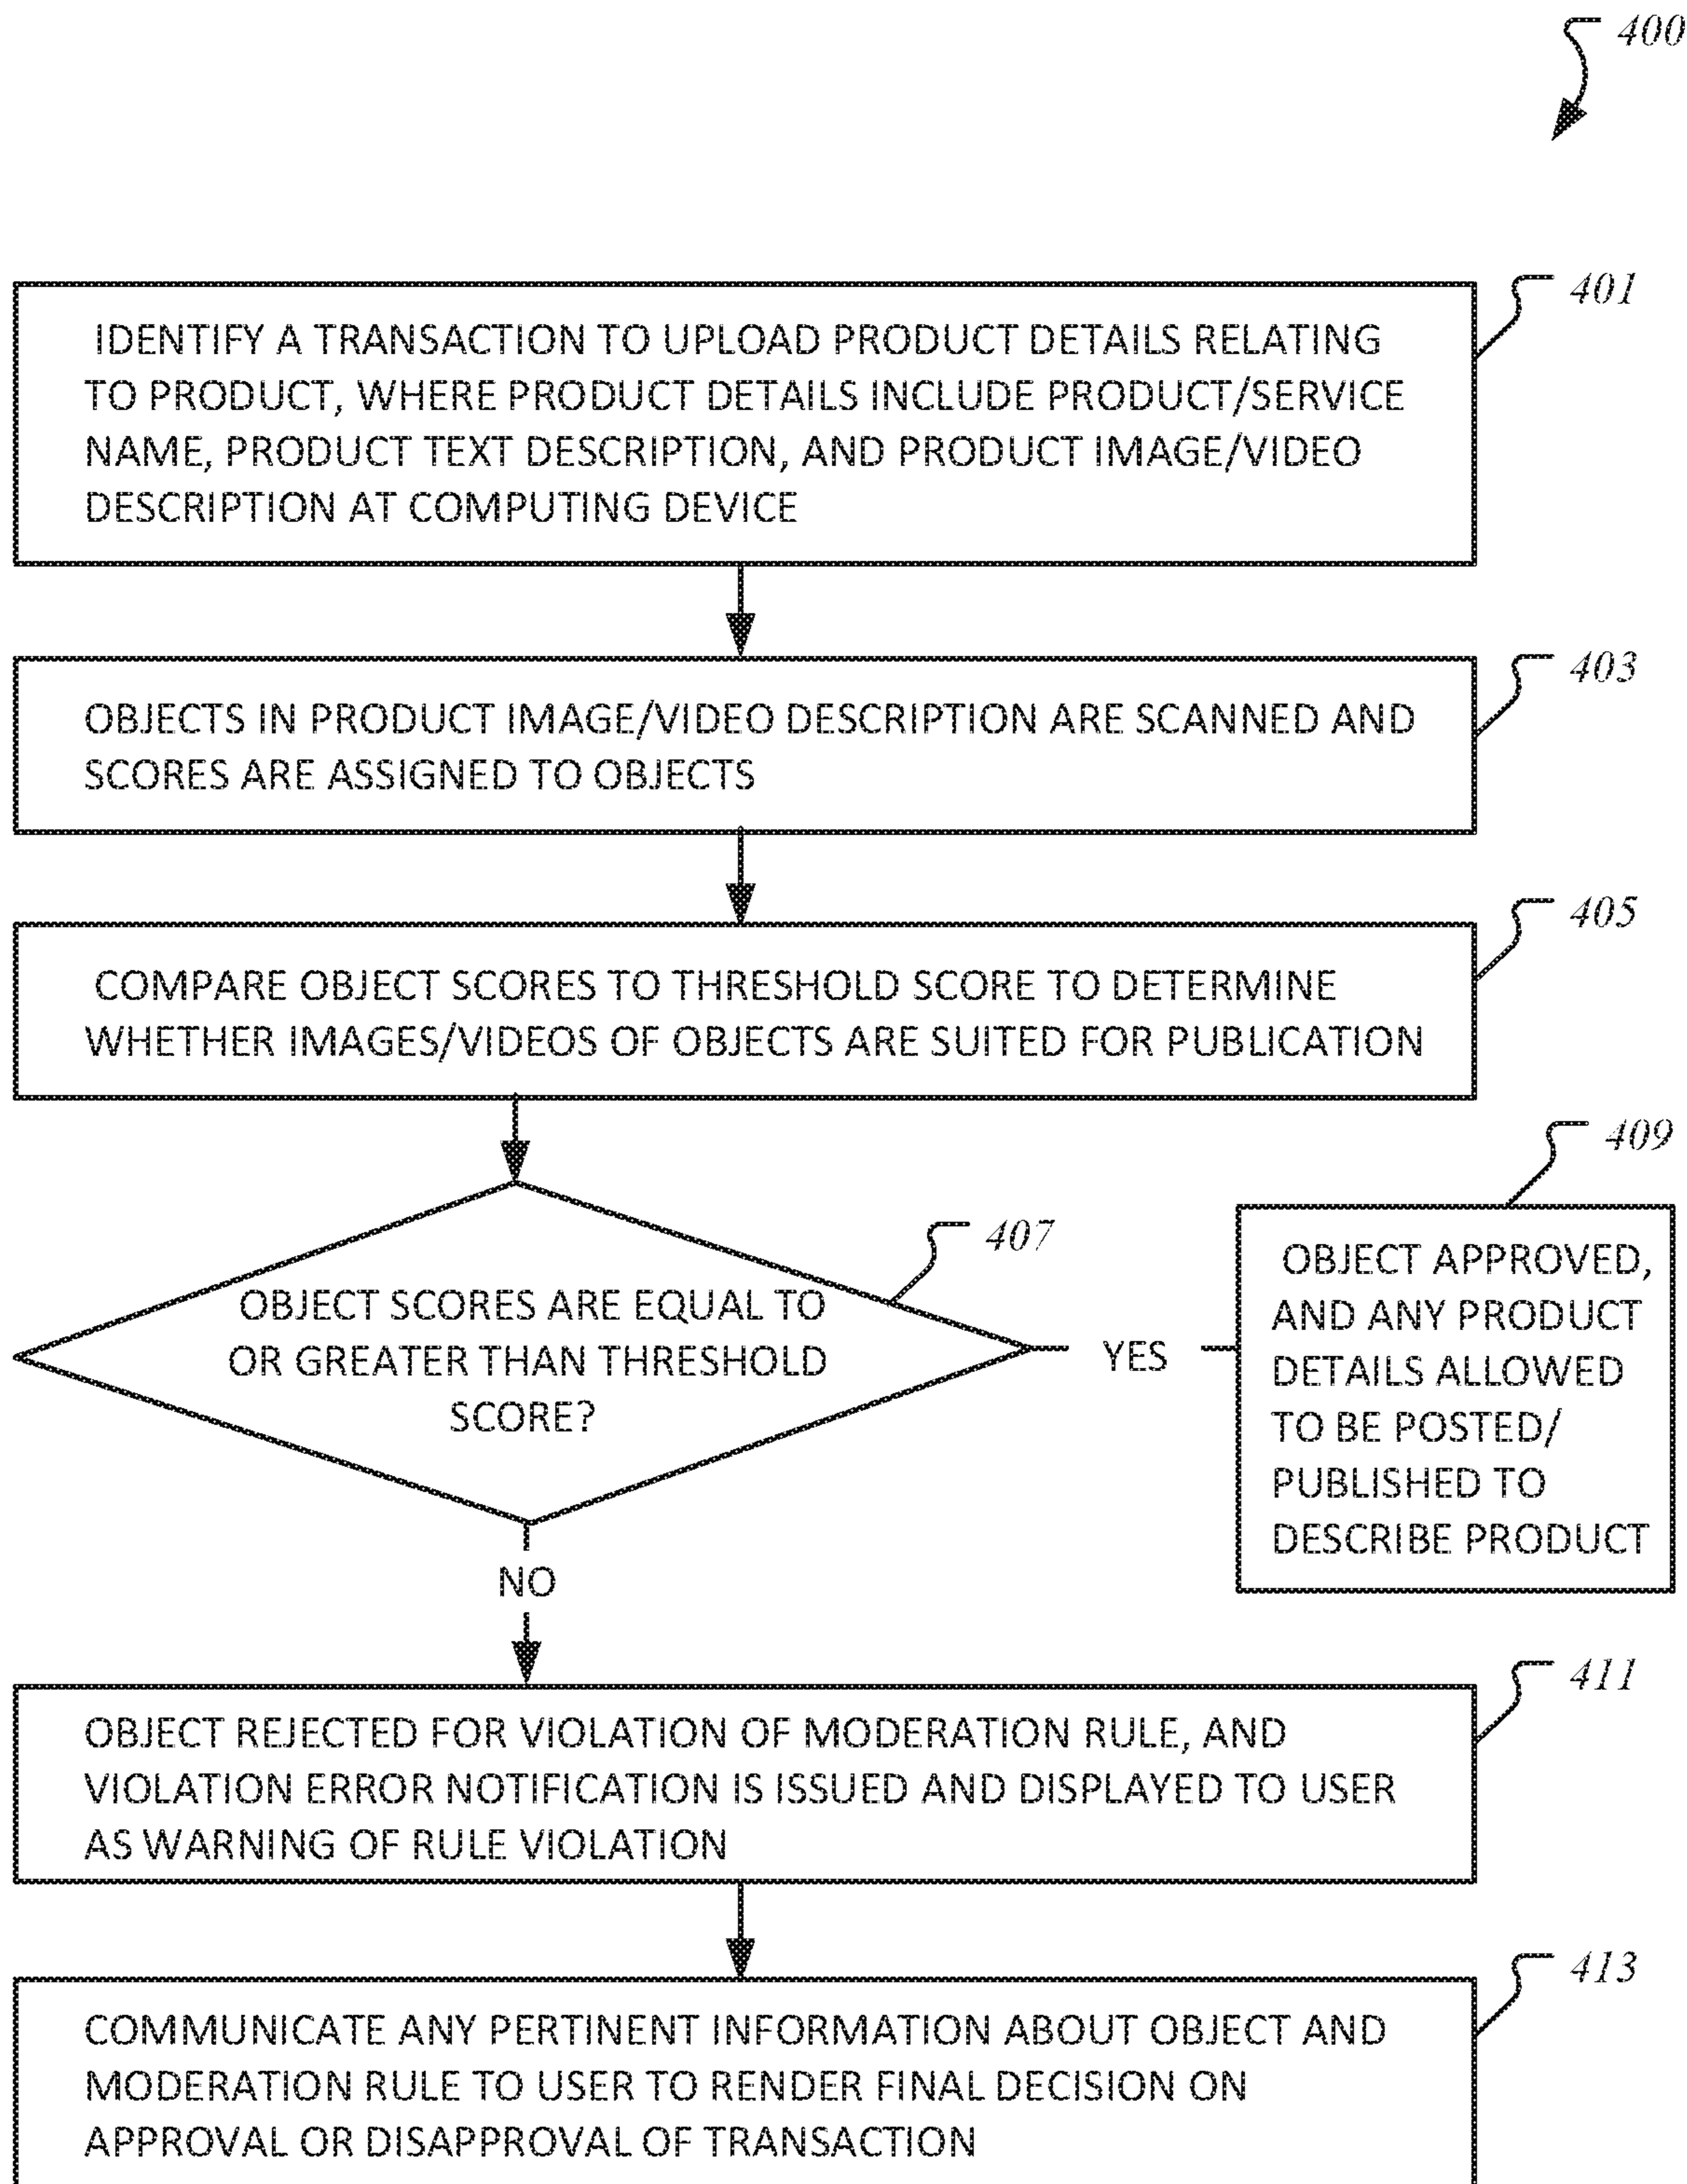 400
401
IDENTIFY A TRANSACTION TO UPLOAD PRODUCT DETAILS RELATING
TO PRODUCT, WHERE PRODUCT DETAILS INCLUDE PRODUCT/SERVICE
NAME, PRODUCT TEXT DESCRIPTION, AND PRODUCT IMAGE/VIDEO
DESCRIPTION AT COMPUTING DEVICE
403
OBJECTS IN PRODUCT IMAGE/VIDEO DESCRIPTION ARE SCANNED AND
SCORES ARE ASSIGNED TO OBJECTS
405
COMPARE OBJECT SCORES TO THRESHOLD SCORE TO DETERMINE
WHETHER IMAGES/VIDEOS OF OBJECTS ARE SUITED FOR PUBLICATION
407
OBJECT SCORES ARE EQUAL TO
OR GREATER THAN THRESHOLD
SCORE?
YES
409
OBJECT APPROVED,
AND ANY PRODUCT
DETAILS ALLOWED
TO BE POSTED/
PUBLISHED TO
DESCRIBE PRODUCT
NO
411
OBJECT REJECTED FOR VIOLATION OF MODERATION RULE, AND
VIOLATION ERROR NOTIFICATION IS ISSUED AND DISPLAYED TO USER
AS WARNING OF RULE VIOLATION
413
COMMUNICATE ANY PERTINENT INFORMATION ABOUT OBJECT AND
MODERATION RULE TO USER TO RENDER FINAL DECISION ON
APPROVAL OR DISAPPROVAL OF TRANSACTION